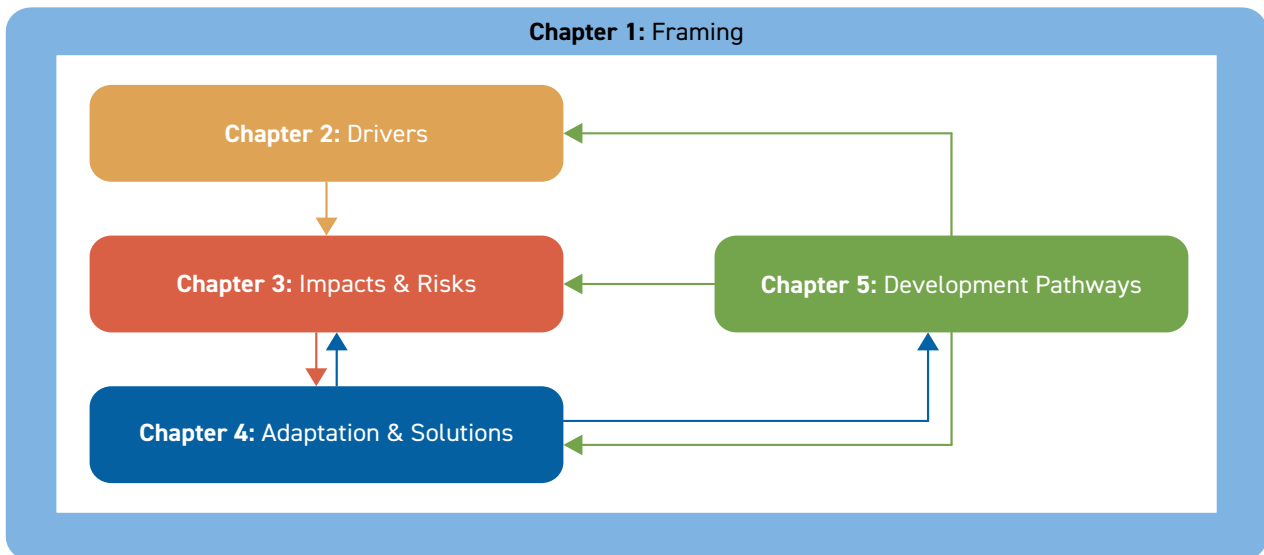 Chapter 1: Framing
Chapter 2: Drivers
Chapter 3: Impacts & Risks
Chapter 5: Development Pathways
Chapter 4: Adaptation & Solutions